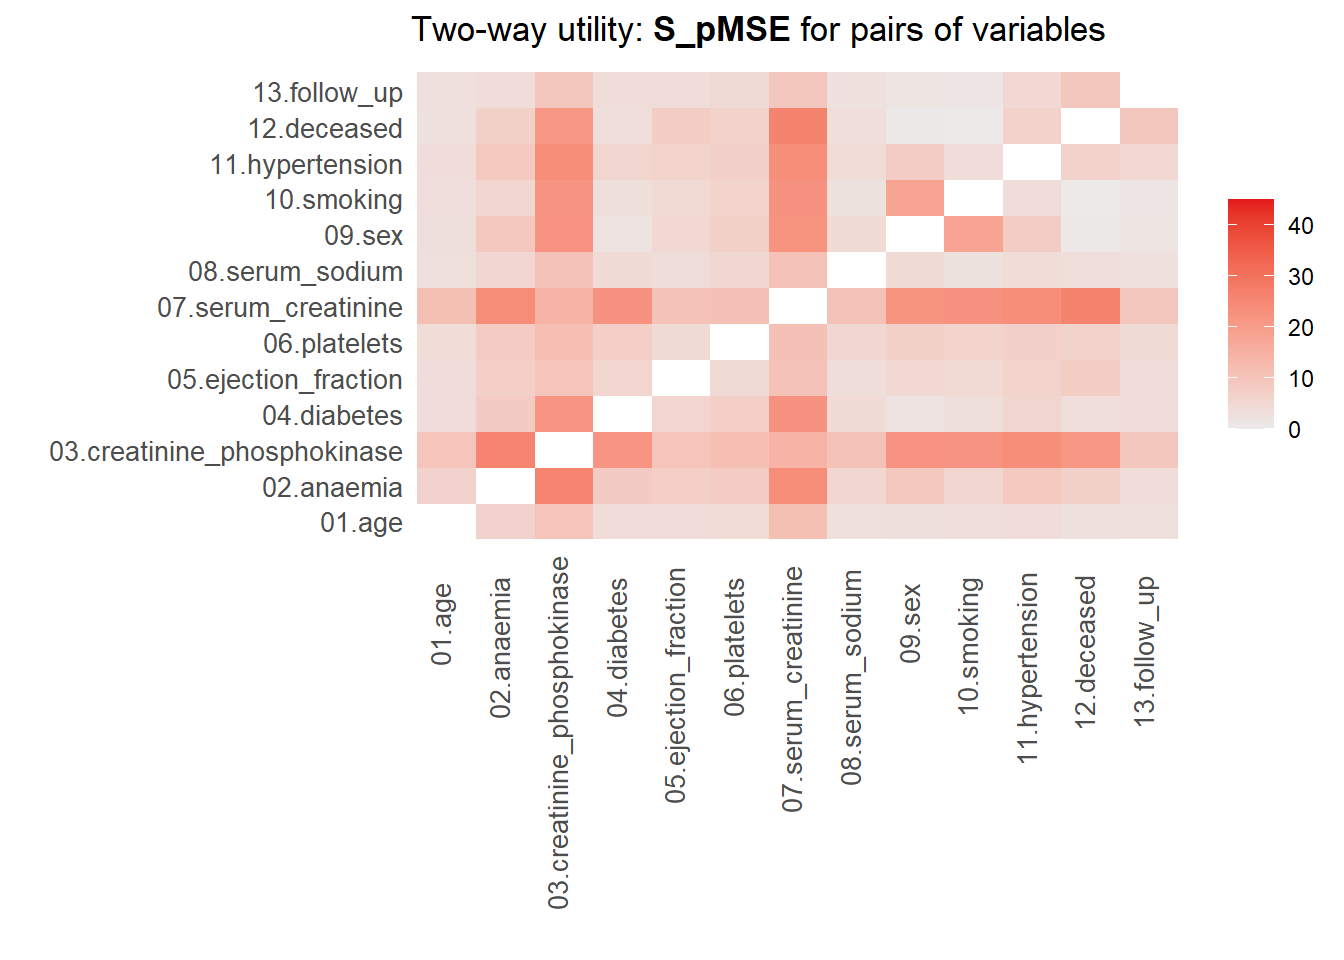 Two-way utility: S_pMSE for pairs of variables
13.follow_up
12.deceased
11.hypertension
10.smoking
09.sex
08.serum_sodium
07.serum_creatinine
06.platelets
05.ejection_fraction
04.diabetes
03.creatinine_phosphokinase
02.anaemia
01.age
01.age
02.anaemia
03.creatinine_phosphokinase
04.diabetes
05.ejection_fraction
06.platelets
07.serum_creatinine
08.serum_sodium
09.sex
10.smoking
11.hypertension
12.deceased
13.follow_up
40
30
20
10
0